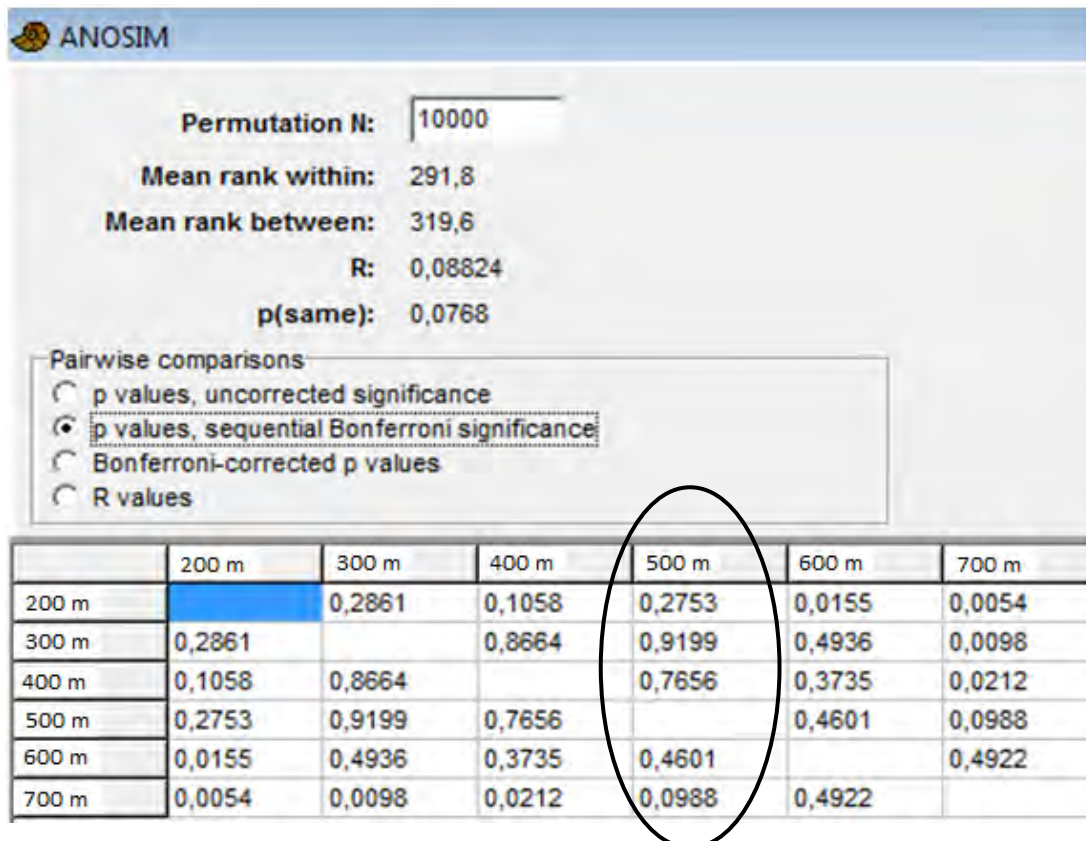 ANOSIM
Permutation N: 10000
Mean rank within: 291,8
Mean rank between: 319,6
R: 0,08824
p(same): 0,0768
Pairwise comparisons
p values, uncorrected significance
p values, sequential Bonferroni significance
Bonferroni-corrected p values
R values
200 m 300 m 400 m 500 m 600 m 700 m
200 m 0,2861 0,1058 0,2753 0,0155 0,0054
300 m 0,2861 0,8664 0,9199 0,4936 0,0098
400 m 0,1058 0,8664 0,7656 0,3735 0,0212
500 m 0,2753 0,9199 0,7656 0,4601 0,0988
600 m 0,0155 0,4936 0,3735 0,4601 0,4922
700 m 0,0054 0,0098 0,0212 0,0988 0,4922